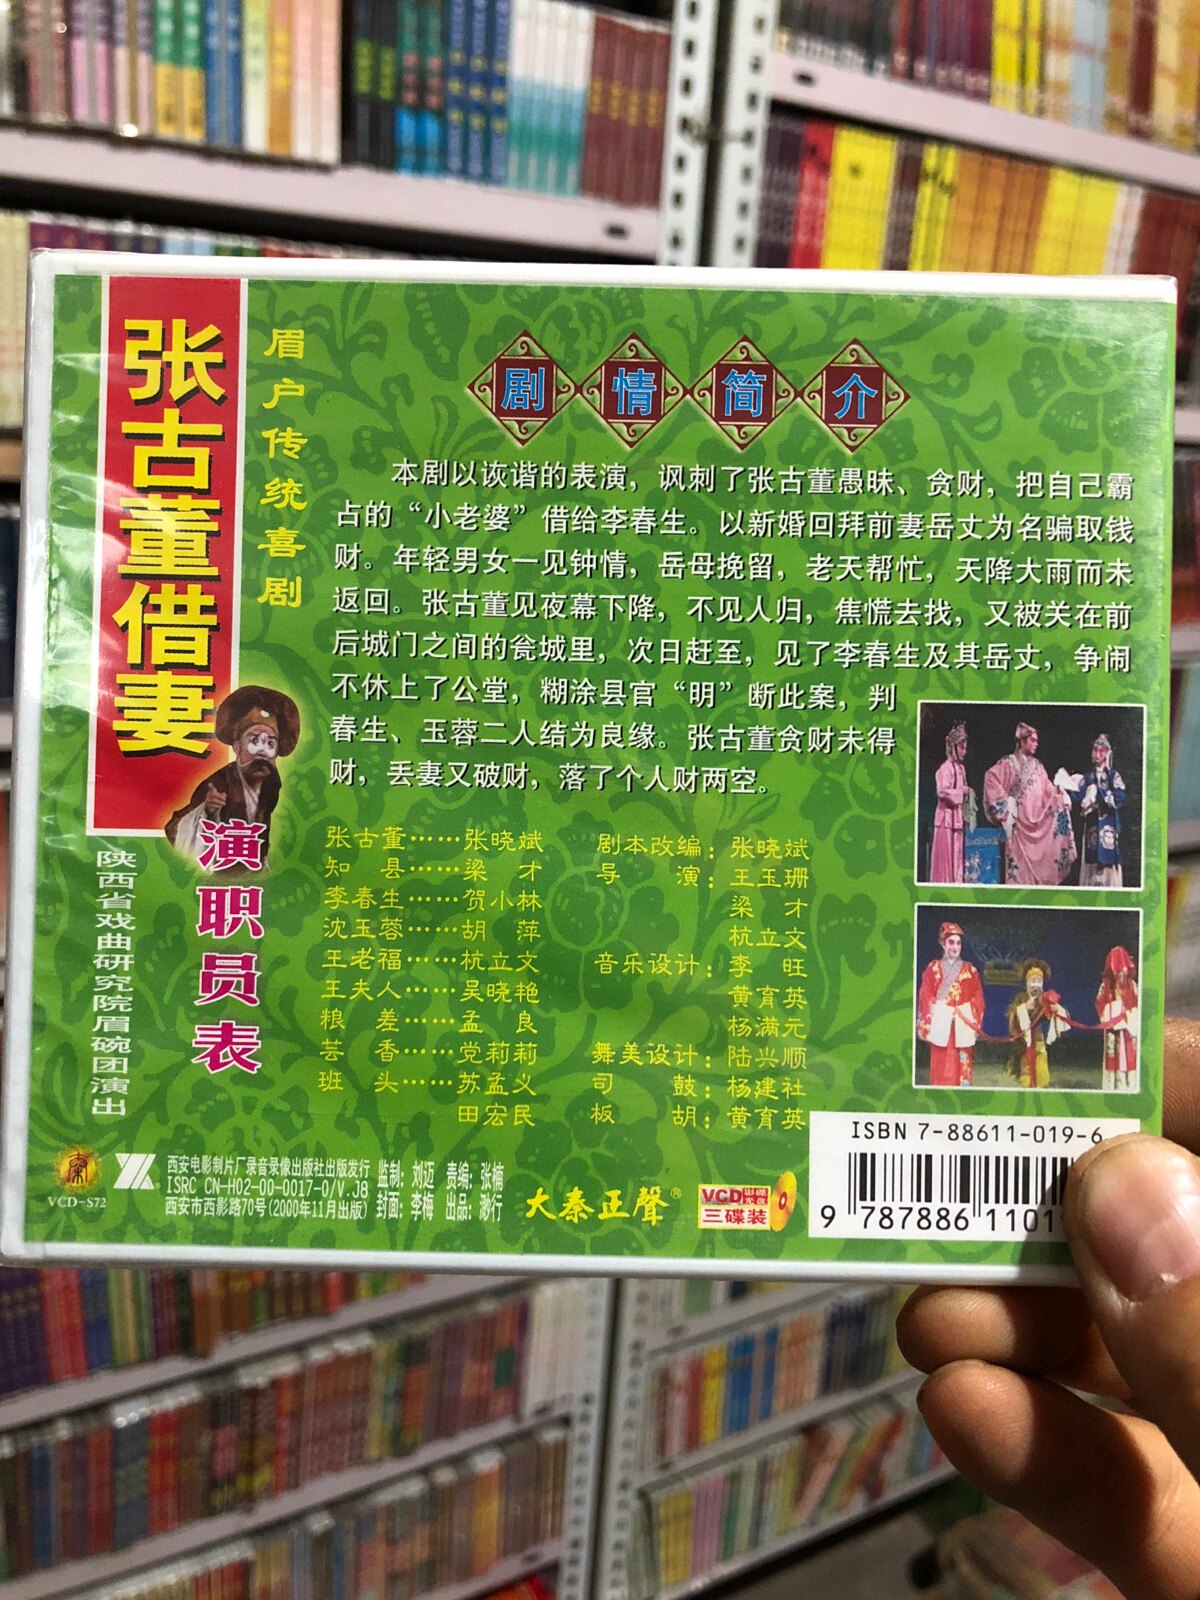 张古董借妻
眉户传统喜剧
剧情简介
本剧以诙谐的表演，讽刺了张古董愚昧、贪财，把自己霸
占的“小老婆”借给李春生。以新婚回拜前妻岳丈为名骗取钱
财。年轻男女一见钟情，岳母挽留，老天帮忙，天降大雨而未
返回。张古董见夜幕下降，不见人归，焦慌去找，又被关在前
后城门之间的瓮城里，次日赶至，见了李春生及其岳丈，争闹
不休上了公堂，糊涂县官“明”断此案，判
春生、玉蓉二人结为良缘。张古董贪财未得
财，丢妻又破财，落了个人财两空。
演职员表
陕西省戏曲研究院眉碗团演出
张古董……张晓斌
知　县……梁　才
李春生……贺小林
沈玉蓉……胡　萍
王老福……杭立文
王夫人……吴晓艳
粮　差……孟　良
芸　香……党莉莉
班　头……苏孟义
田宏民
剧本改编：张晓斌
导　　演：王玉珊
梁　才
杭立文
音乐设计：李　旺
黄育英
杨满元
舞美设计：陆兴顺
司　　鼓：杨建社
板　　胡：黄育英
秦
VCD-S72
西安电影制片厂录音录像出版社出版发行 监制：刘迈 责编：张楠
ISRC CN-H02-00-0017-0/V.J8
西安市西影路70号(2000年11月出版) 封面：李梅 出品：渺行
大秦正聲®
VCD影碟光盘
三碟装
ISBN 7-88611-019-6
9 787886 1101